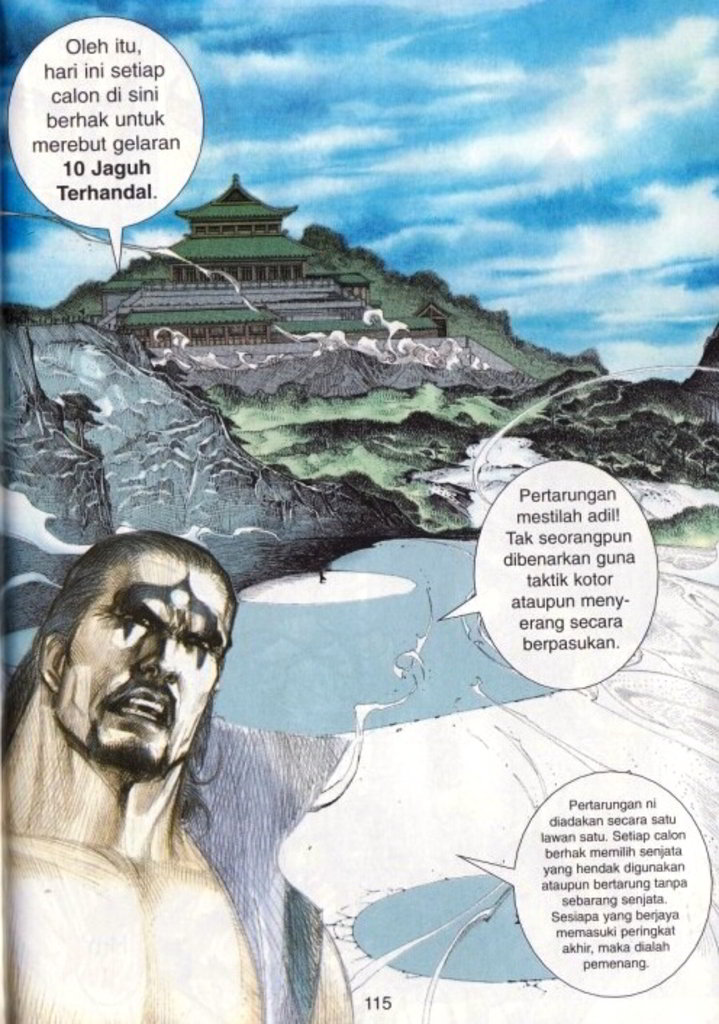 Oleh itu,
hari ini setiap
calon di sini
berhak untuk
merebut gelaran
10 Jaguh
Terhandal.
Pertarungan
mestilah adil!
Tak seorangpun
dibenarkan guna
taktik kotor
ataupun meny-
erang secara
berpasukan.
Pertarungan ni
diadakan secara satu
lawan satu. Setiap calon
berhak memilih senjata
yang hendak digunakan
ataupun bertarung tanpa
sebarang senjata.
Sesiapa yang berjaya
memasuki peringkat
akhir, maka dialah
pemenang.
115